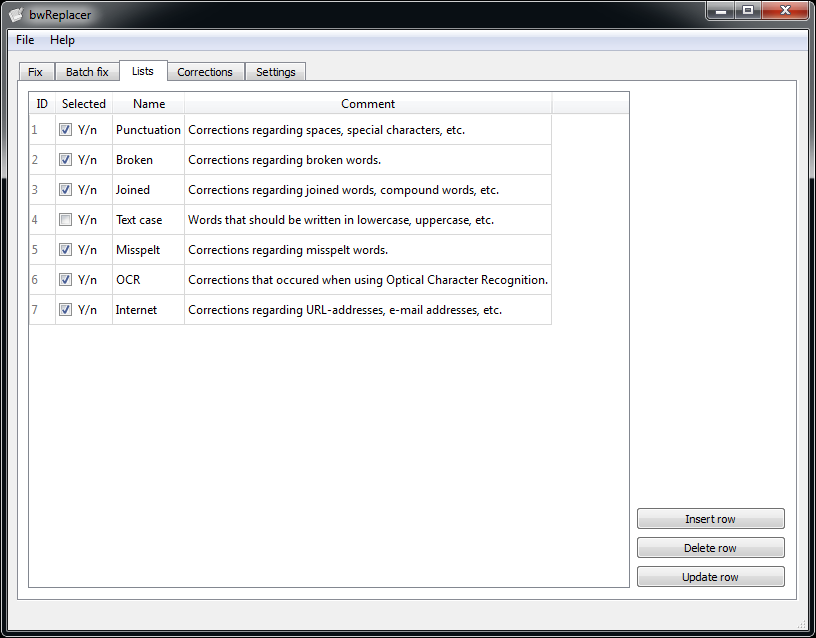 bwReplacer
File Help
Fix Batch fix Lists Corrections Settings
ID Selected Name Comment
1 Y/n Punctuation Corrections regarding spaces, special characters, etc.
2 Y/n Broken Corrections regarding broken words.
3 Y/n Joined Corrections regarding joined words, compound words, etc.
4 Y/n Text case Words that should be written in lowercase, uppercase, etc.
5 Y/n Misspelt Corrections regarding misspelt words.
6 Y/n OCR Corrections that occured when using Optical Character Recognition.
7 Y/n Internet Corrections regarding URL-addresses, e-mail addresses, etc.
Insert row
Delete row
Update row